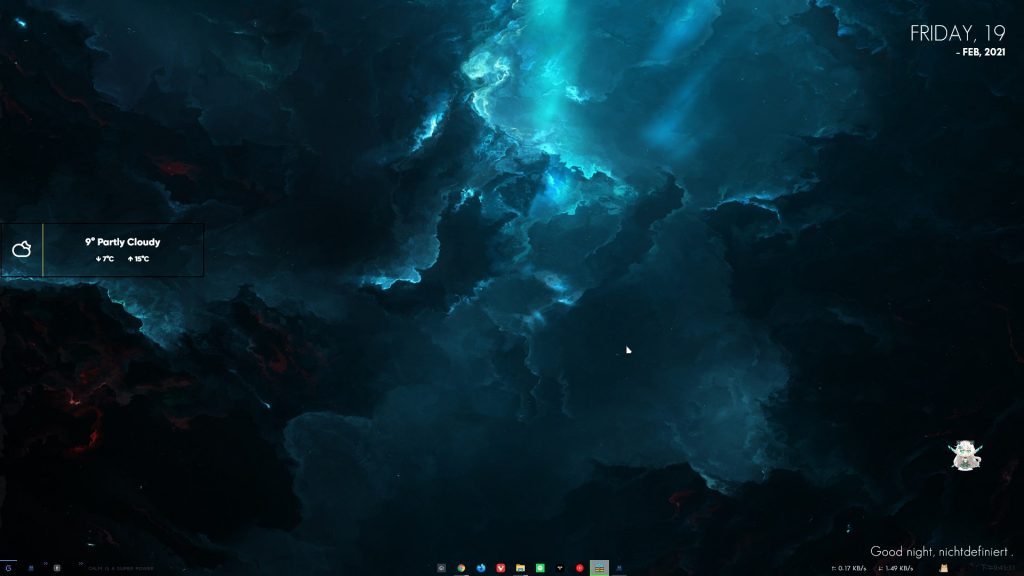 FRIDAY, 19
- FEB, 2021
9° Partly Cloudy
↓ 7°C ↑ 15°C
Good night, nichtdefiniert .
CALM IS A SUPER POWER
↑: 0.17 KB/s ↓: 1.49 KB/s